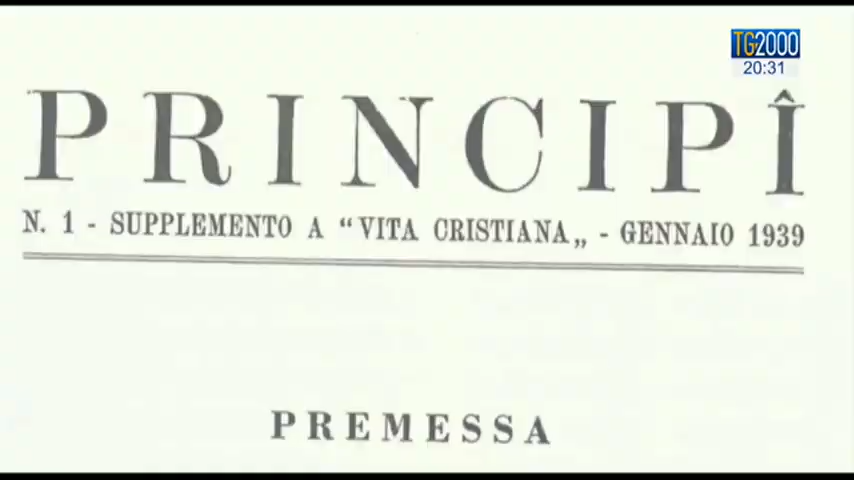 TG2000
20:31
PRINCIPÎ
N. 1 - SUPPLEMENTO A “VITA CRISTIANA„ - GENNAIO 1939
PREMESSA